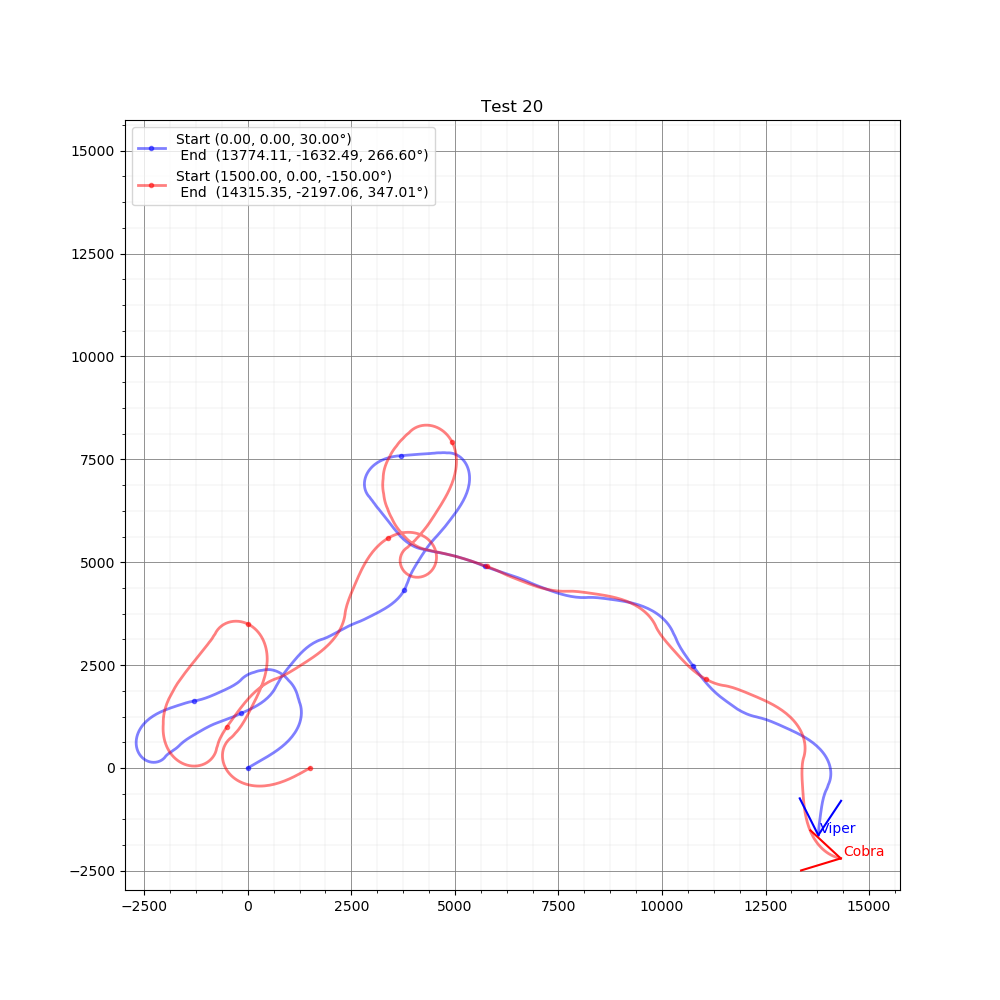 Test 20
Start (0.00, 0.00, 30.00°)
End (13774.11, -1632.49, 266.60°)
Start (1500.00, 0.00, -150.00°)
End (14315.35, -2197.06, 347.01°)
15000
12500
10000
7500
5000
2500
0
−2500
Viper
Cobra
−2500 0 2500 5000 7500 10000 12500 15000